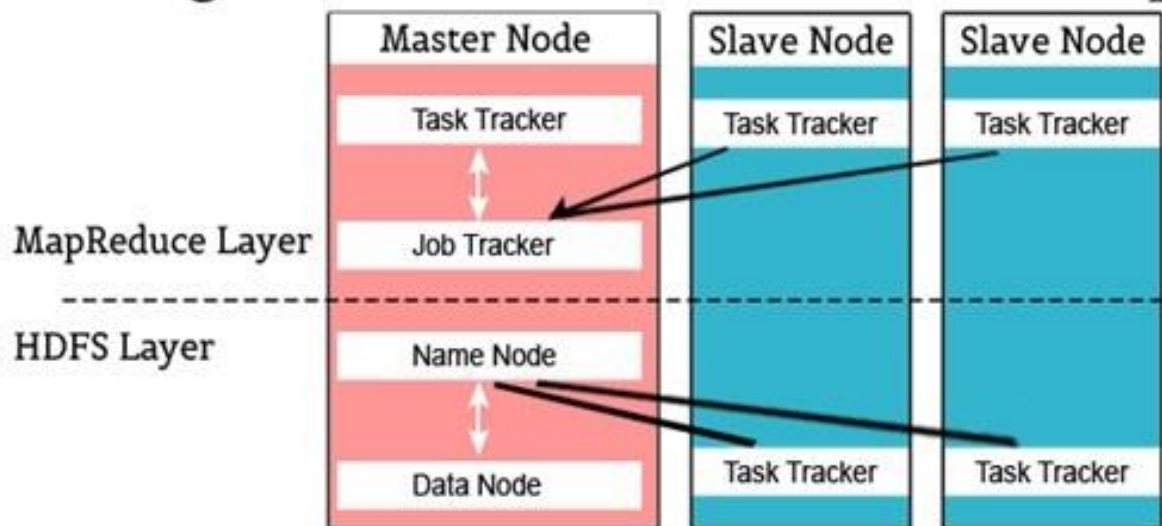 Master Node
Slave Node
Slave Node
Task Tracker
Task Tracker
Task Tracker
MapReduce Layer
Job Tracker
HDFS Layer
Name Node
Data Node
Task Tracker
Task Tracker